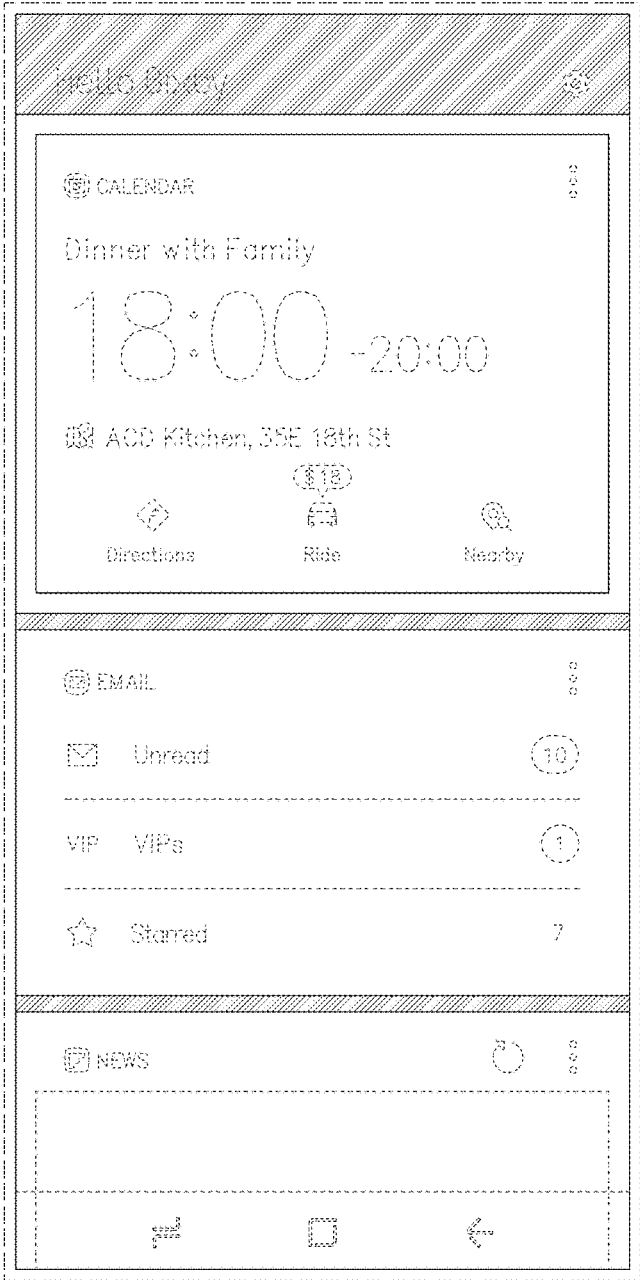 Hello Bixby
CALENDAR
Dinner with Family
18:00 -20:00
ACD Kitchen, 35E 18th St
$18
Directions Ride Nearby
EMAIL
Unread 10
VIP VIPs 1
Starred 7
NEWS